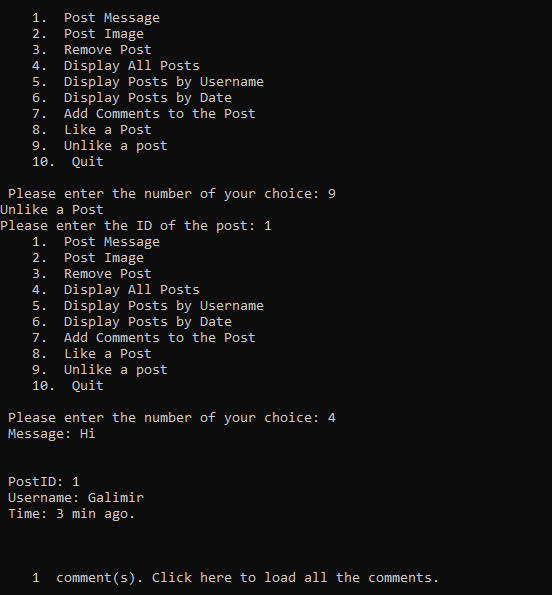 1. Post Message
2. Post Image
3. Remove Post
4. Display All Posts
5. Display Posts by Username
6. Display Posts by Date
7. Add Comments to the Post
8. Like a Post
9. Unlike a post
10. Quit
Please enter the number of your choice: 9
Unlike a Post
Please enter the ID of the post: 1
1. Post Message
2. Post Image
3. Remove Post
4. Display All Posts
5. Display Posts by Username
6. Display Posts by Date
7. Add Comments to the Post
8. Like a Post
9. Unlike a post
10. Quit
Please enter the number of your choice: 4
Message: Hi
PostID: 1
Username: Galimir
Time: 3 min ago.
1 comment(s). Click here to load all the comments.